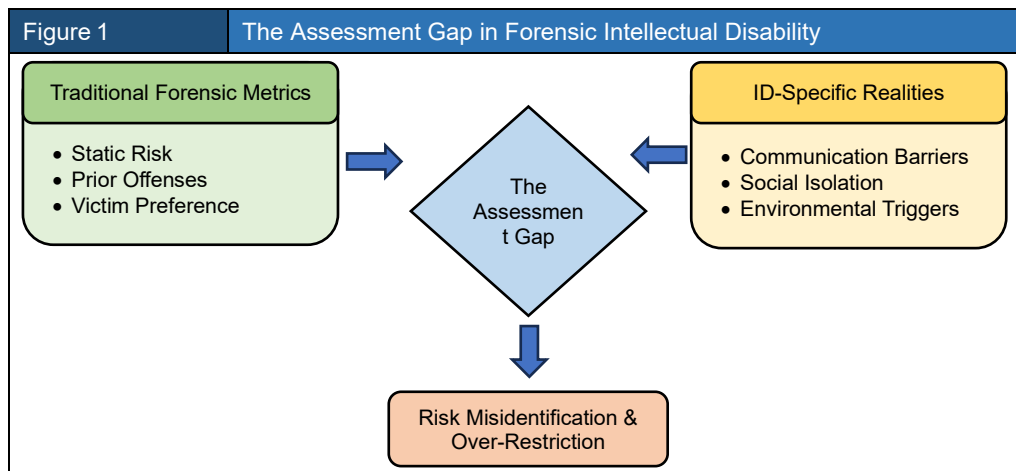 Figure 1
The Assessment Gap in Forensic Intellectual Disability
Traditional Forensic Metrics
• Static Risk
• Prior Offenses
• Victim Preference
The
Assessmen
t Gap
ID-Specific Realities
• Communication Barriers
• Social Isolation
• Environmental Triggers
Risk Misidentification &
Over-Restriction